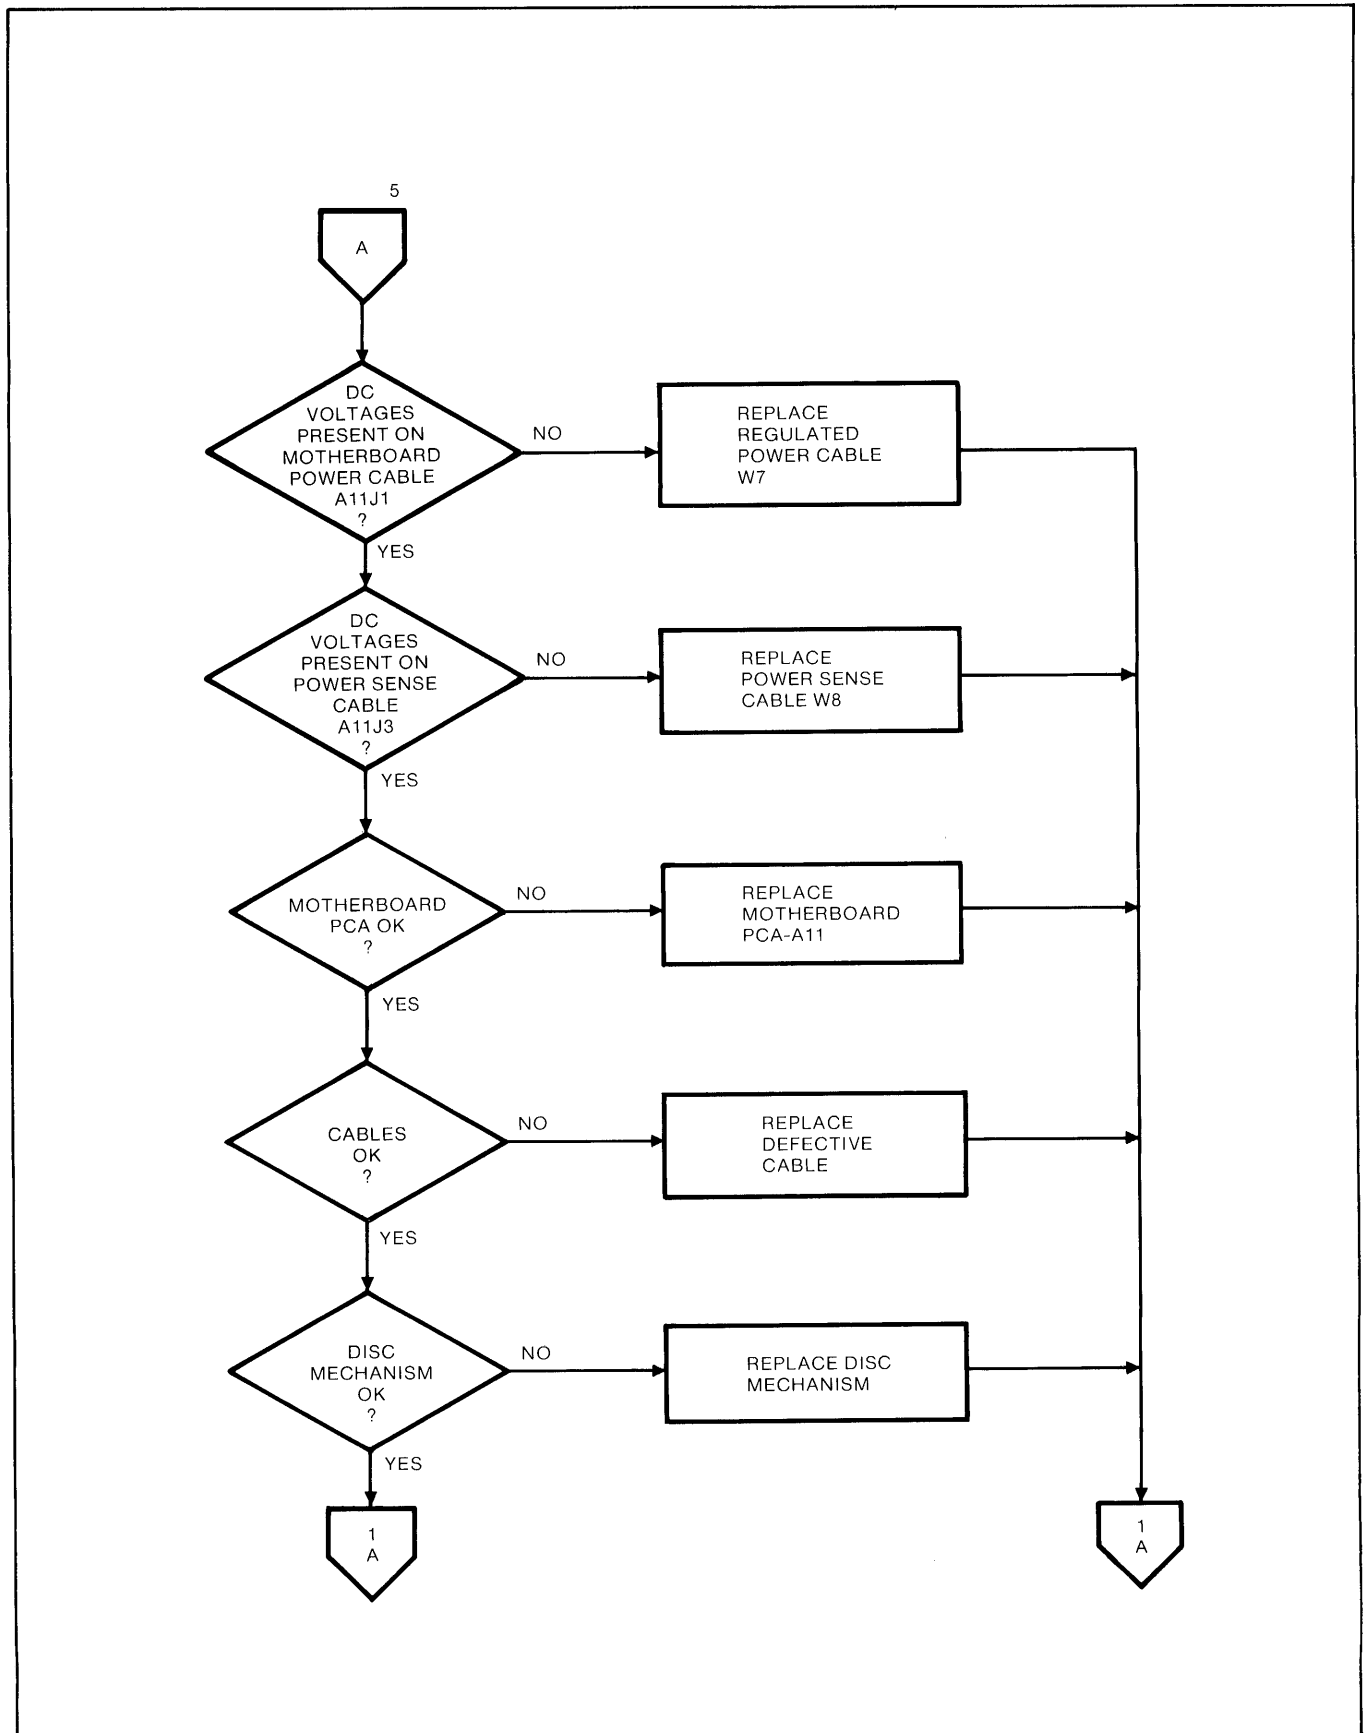 5
A
DC
VOLTAGES
PRESENT ON
MOTHERBOARD
POWER CABLE
A11J1
?
NO
REPLACE
REGULATED
POWER CABLE
W7
YES
DC
VOLTAGES
PRESENT ON
POWER SENSE
CABLE
A11J3
?
NO
REPLACE
POWER SENSE
CABLE W8
YES
MOTHERBOARD
PCA OK
?
NO
REPLACE
MOTHERBOARD
PCA-A11
YES
CABLES
OK
?
NO
REPLACE
DEFECTIVE
CABLE
YES
DISC
MECHANISM
OK
?
NO
REPLACE DISC
MECHANISM
YES
1
A
1
A